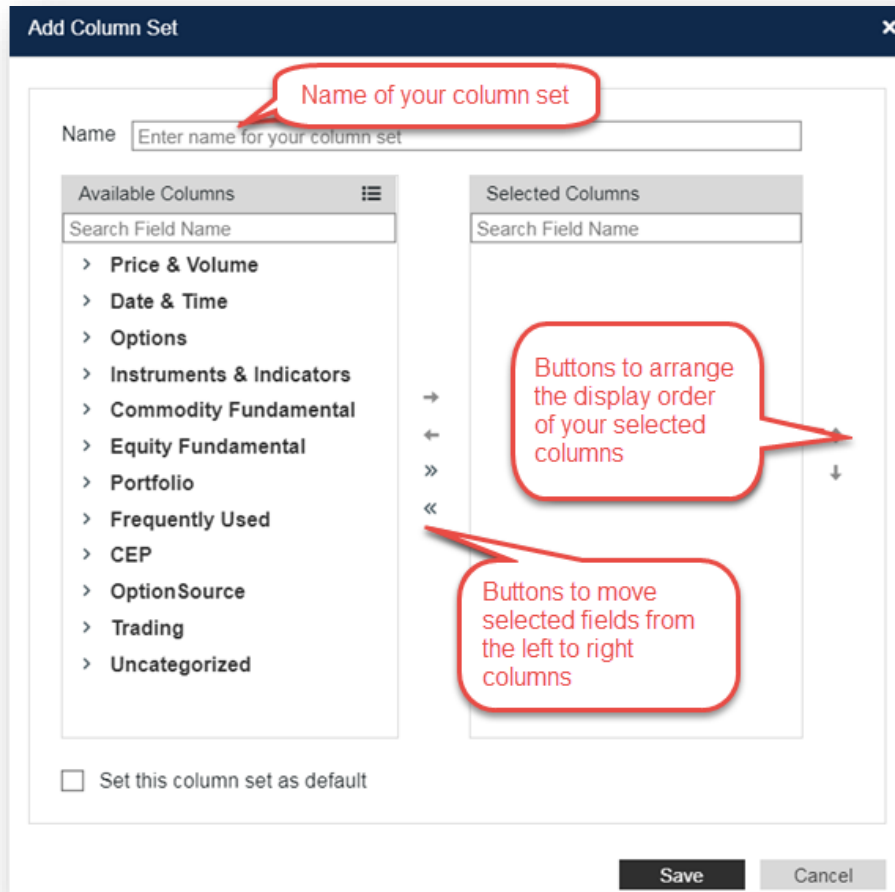 Add Column Set
Name of your column set
Name
Enter name for your column set
Available Columns
Search Field Name
Price & Volume
Date & Time
Options
Instruments & Indicators
Commodity Fundamental
Equity Fundamental
Portfolio
Frequently Used
CEP
OptionSource
Trading
Uncategorized
Selected Columns
Search Field Name
Buttons to arrange
the display order
of your selected
columns
Buttons to move
selected fields from
the left to right
columns
Set this column set as default
Save
Cancel